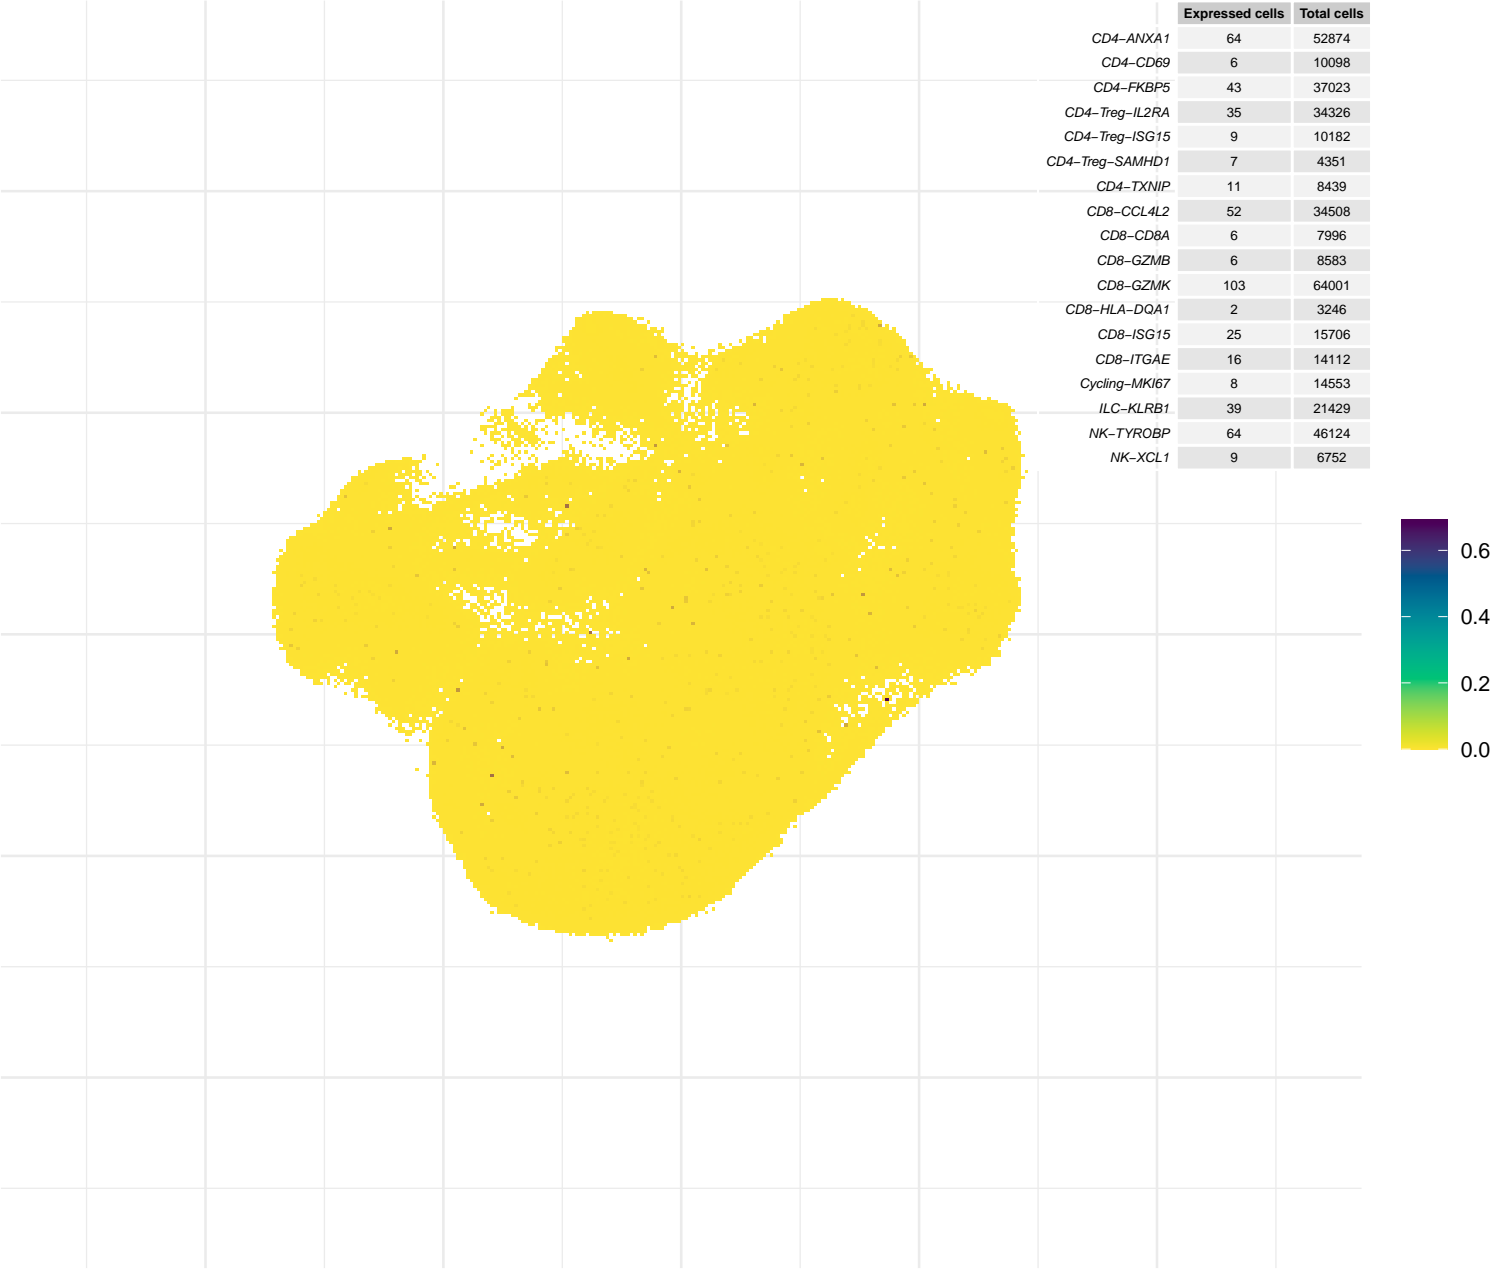 Expressed cells Total cells
CD4−ANXA1 64 52874
CD4−CD69 6 10098
CD4−FKBP5 43 37023
CD4−Treg−IL2RA 35 34326
CD4−Treg−ISG15 9 10182
CD4−Treg−SAMHD1 7 4351
CD4−TXNIP 11 8439
CD8−CCL4L2 52 34508
CD8−CD8A 6 7996
CD8−GZMB 6 8583
CD8−GZMK 103 64001
CD8−HLA−DQA1 2 3246
CD8−ISG15 25 15706
CD8−ITGAE 16 14112
Cycling−MKI67 8 14553
ILC−KLRB1 39 21429
NK−TYROBP 64 46124
NK−XCL1 9 6752
0.6
0.4
0.2
0.0